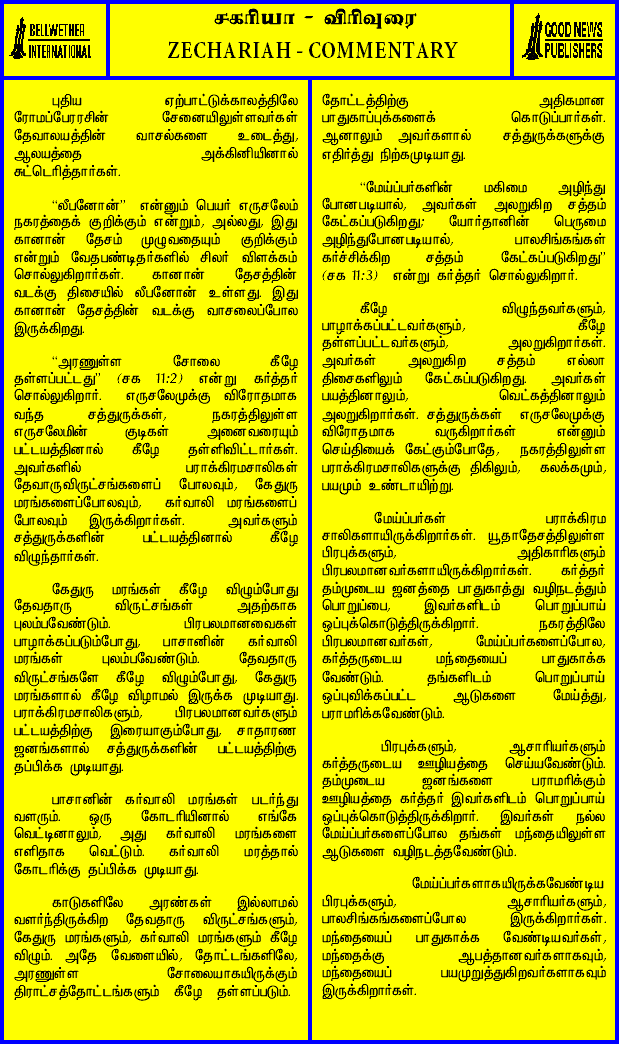 BELLWETHER
INTERNATIONAL
சகரியா - விரிவுரை
ZECHARIAH - COMMENTARY
GOOD NEWS
PUBLISHERS
புதிய ஏற்பாட்டுக்காலத்திலே
ரோமப்பேரரசின் சேனையிலுள்ளவர்கள்
தேவாலயத்தின் வாசல்களை உடைத்து,
ஆலயத்தை அக்கினியினால்
சுட்டெரித்தார்கள்.
“லீபனோன்” என்னும் பெயர் எருசலேம்
நகரத்தைக் குறிக்கும் என்றும், அல்லது, இது
கானான் தேசம் முழுவதையும் குறிக்கும்
என்றும் வேதபண்டிதர்களில் சிலர் விளக்கம்
சொல்லுகிறார்கள். கானான் தேசத்தின்
வடக்கு திசையில் லீபனோன் உள்ளது. இது
கானான் தேசத்தின் வடக்கு வாசலைப்போல
இருக்கிறது.
“அரணுள்ள சோலை கீழே
தள்ளப்பட்டது” (சக 11:2) என்று கர்த்தர்
சொல்லுகிறார். எருசலேமுக்கு விரோதமாக
வந்த சத்துருக்கள், நகரத்திலுள்ள
எருசலேமின் குடிகள் அனைவரையும்
பட்டயத்தினால் கீழே தள்ளிவிட்டார்கள்.
அவர்களில் பராக்கிரமசாலிகள்
தேவாருவிருட்சங்களைப் போலவும், கேதுரு
மரங்களைப்போலவும், கர்வாலி மரங்களைப்
போலவும் இருக்கிறார்கள். அவர்களும்
சத்துருக்களின் பட்டயத்தினால் கீழே
விழுந்தார்கள்.
கேதுரு மரங்கள் கீழே விழும்போது
தேவதாரு விருட்சங்கள் அதற்காக
புலம்பவேண்டும். பிரபலமானவைகள்
பாழாக்கப்படும்போது, பாசானின் கர்வாலி
மரங்கள் புலம்பவேண்டும். தேவதாரு
விருட்சங்களே கீழே விழும்போது, கேதுரு
மரங்களால் கீழே விழாமல் இருக்க முடியாது.
பராக்கிரமசாலிகளும், பிரபலமானவர்களும்
பட்டயத்திற்கு இரையாகும்போது, சாதாரண
ஜனங்களால் சத்துருக்களின் பட்டயத்திற்கு
தப்பிக்க முடியாது.
பாசானின் கர்வாலி மரங்கள் படர்ந்து
வளரும். ஒரு கோடரியினால் எங்கே
வெட்டினாலும், அது கர்வாலி மரங்களை
எளிதாக வெட்டும். கர்வாலி மரத்தால்
கோடரிக்கு தப்பிக்க முடியாது.
காடுகளிலே அரண்கள் இல்லாமல்
வளர்ந்திருக்கிற தேவதாரு விருட்சங்களும்,
கேதுரு மரங்களும், கர்வாலி மரங்களும் கீழே
விழும். அதே வேளையில், தோட்டங்களிலே,
அரணுள்ள சோலையாகயிருக்கும்
திராட்சத்தோட்டங்களும் கீழே தள்ளப்படும்.
தோட்டத்திற்கு அதிகமான
பாதுகாப்புக்களைக் கொடுப்பார்கள்.
ஆனாலும் அவர்களால் சத்துருக்களுக்கு
எதிர்த்து நிற்கமுடியாது.
“மேய்ப்பர்களின் மகிமை அழிந்து
போனபடியால், அவர்கள் அலறுகிற சத்தம்
கேட்கப்படுகிறது; யோர்தானின் பெருமை
அழிந்துபோனபடியால், பாலசிங்கங்கள்
கர்ச்சிக்கிற சத்தம் கேட்கப்படுகிறது”
(சக 11:3) என்று கர்த்தர் சொல்லுகிறார்.
கீழே விழுந்தவர்களும்,
பாழாக்கப்பட்டவர்களும், கீழே
தள்ளப்பட்டவர்களும், அலறுகிறார்கள்.
அவர்கள் அலறுகிற சத்தம் எல்லா
திசைகளிலும் கேட்கப்படுகிறது. அவர்கள்
பயத்தினாலும், வெட்கத்தினாலும்
அலறுகிறார்கள். சத்துருக்கள் எருசலேமுக்கு
விரோதமாக வருகிறார்கள் என்னும்
செய்தியைக் கேட்கும்போதே, நகரத்திலுள்ள
பராக்கிரமசாலிகளுக்கு திகிலும், கலக்கமும்,
பயமும் உண்டாயிற்று.
மேய்ப்பர்கள் பராக்கிரம
சாலிகளாயிருக்கிறார்கள். யூதாதேசத்திலுள்ள
பிரபுக்களும், அதிகாரிகளும்
பிரபலமானவர்களாயிருக்கிறார்கள். கர்த்தர்
தம்முடைய ஜனத்தை பாதுகாத்து வழிநடத்தும்
பொறுப்பை, இவர்களிடம் பொறுப்பாய்
ஒப்புக்கொடுத்திருக்கிறார். நகரத்திலே
பிரபலமானவர்கள், மேய்ப்பர்களைப்போல,
கர்த்தருடைய மந்தையைப் பாதுகாக்க
வேண்டும். தங்களிடம் பொறுப்பாய்
ஒப்புவிக்கப்பட்ட ஆடுகளை மேய்த்து,
பராமரிக்கவேண்டும்.
பிரபுக்களும், ஆசாரியர்களும்
கர்த்தருடைய ஊழியத்தை செய்யவேண்டும்.
தம்முடைய ஜனங்களை பராமரிக்கும்
ஊழியத்தை கர்த்தர் இவர்களிடம் பொறுப்பாய்
ஒப்புக்கொடுத்திருக்கிறார். இவர்கள் நல்ல
மேய்ப்பர்களைப்போல தங்கள் மந்தையிலுள்ள
ஆடுகளை வழிநடத்தவேண்டும்.
மேய்ப்பர்களாகயிருக்கவேண்டிய
பிரபுக்களும், ஆசாரியர்களும்,
பாலசிங்கங்களைப்போல இருக்கிறார்கள்.
மந்தையைப் பாதுகாக்க வேண்டியவர்கள்,
மந்தைக்கு ஆபத்தானவர்களாகவும்,
மந்தையைப் பயமுறுத்துகிறவர்களாகவும்
இருக்கிறார்கள்.